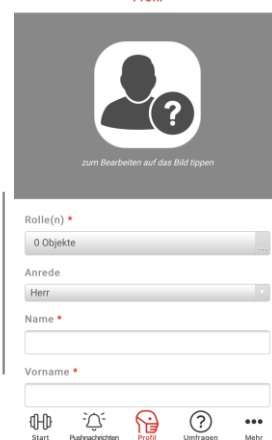 Profil
?
zum Bearbeiten auf das Bild tippen
Rolle(n) *
0 Objekte
...
Anrede
Herr
Name *
Vorname *
?
Start Pushnachrichten Profil Umfragen Mehr